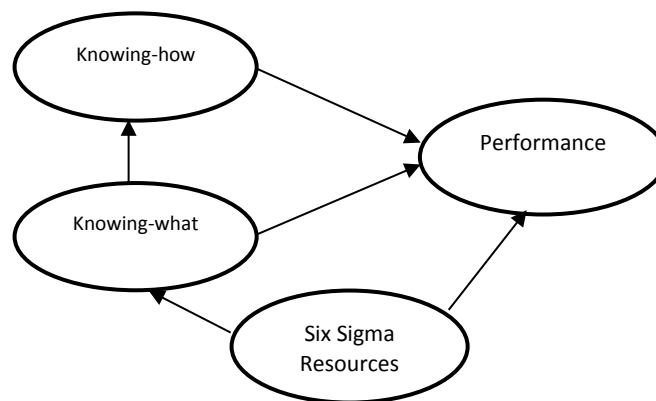 Knowing-how
Performance
Knowing-what
Six Sigma
Resources